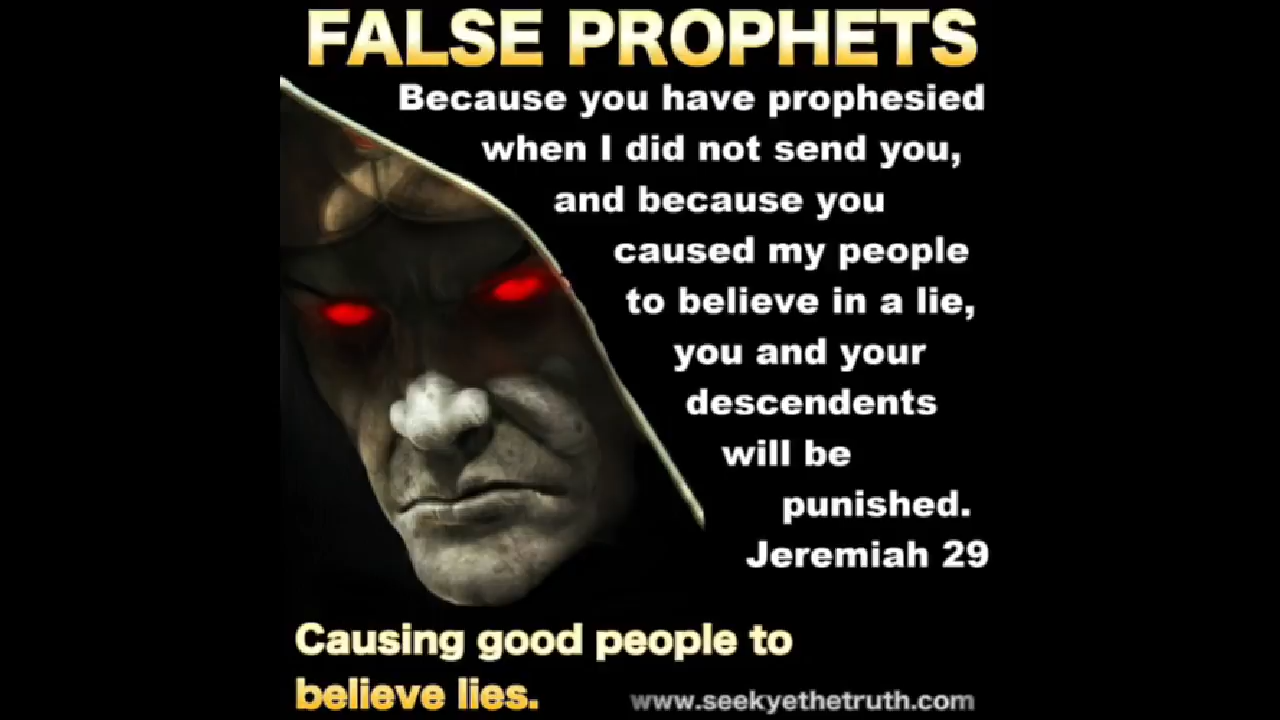 FALSE PROPHETS
Because you have prophesied
when I did not send you,
and because you
caused my people
to believe in a lie,
you and your
descendents
will be
punished.
Jeremiah 29
Causing good people to
believe lies.
www.seekyethetruth.com